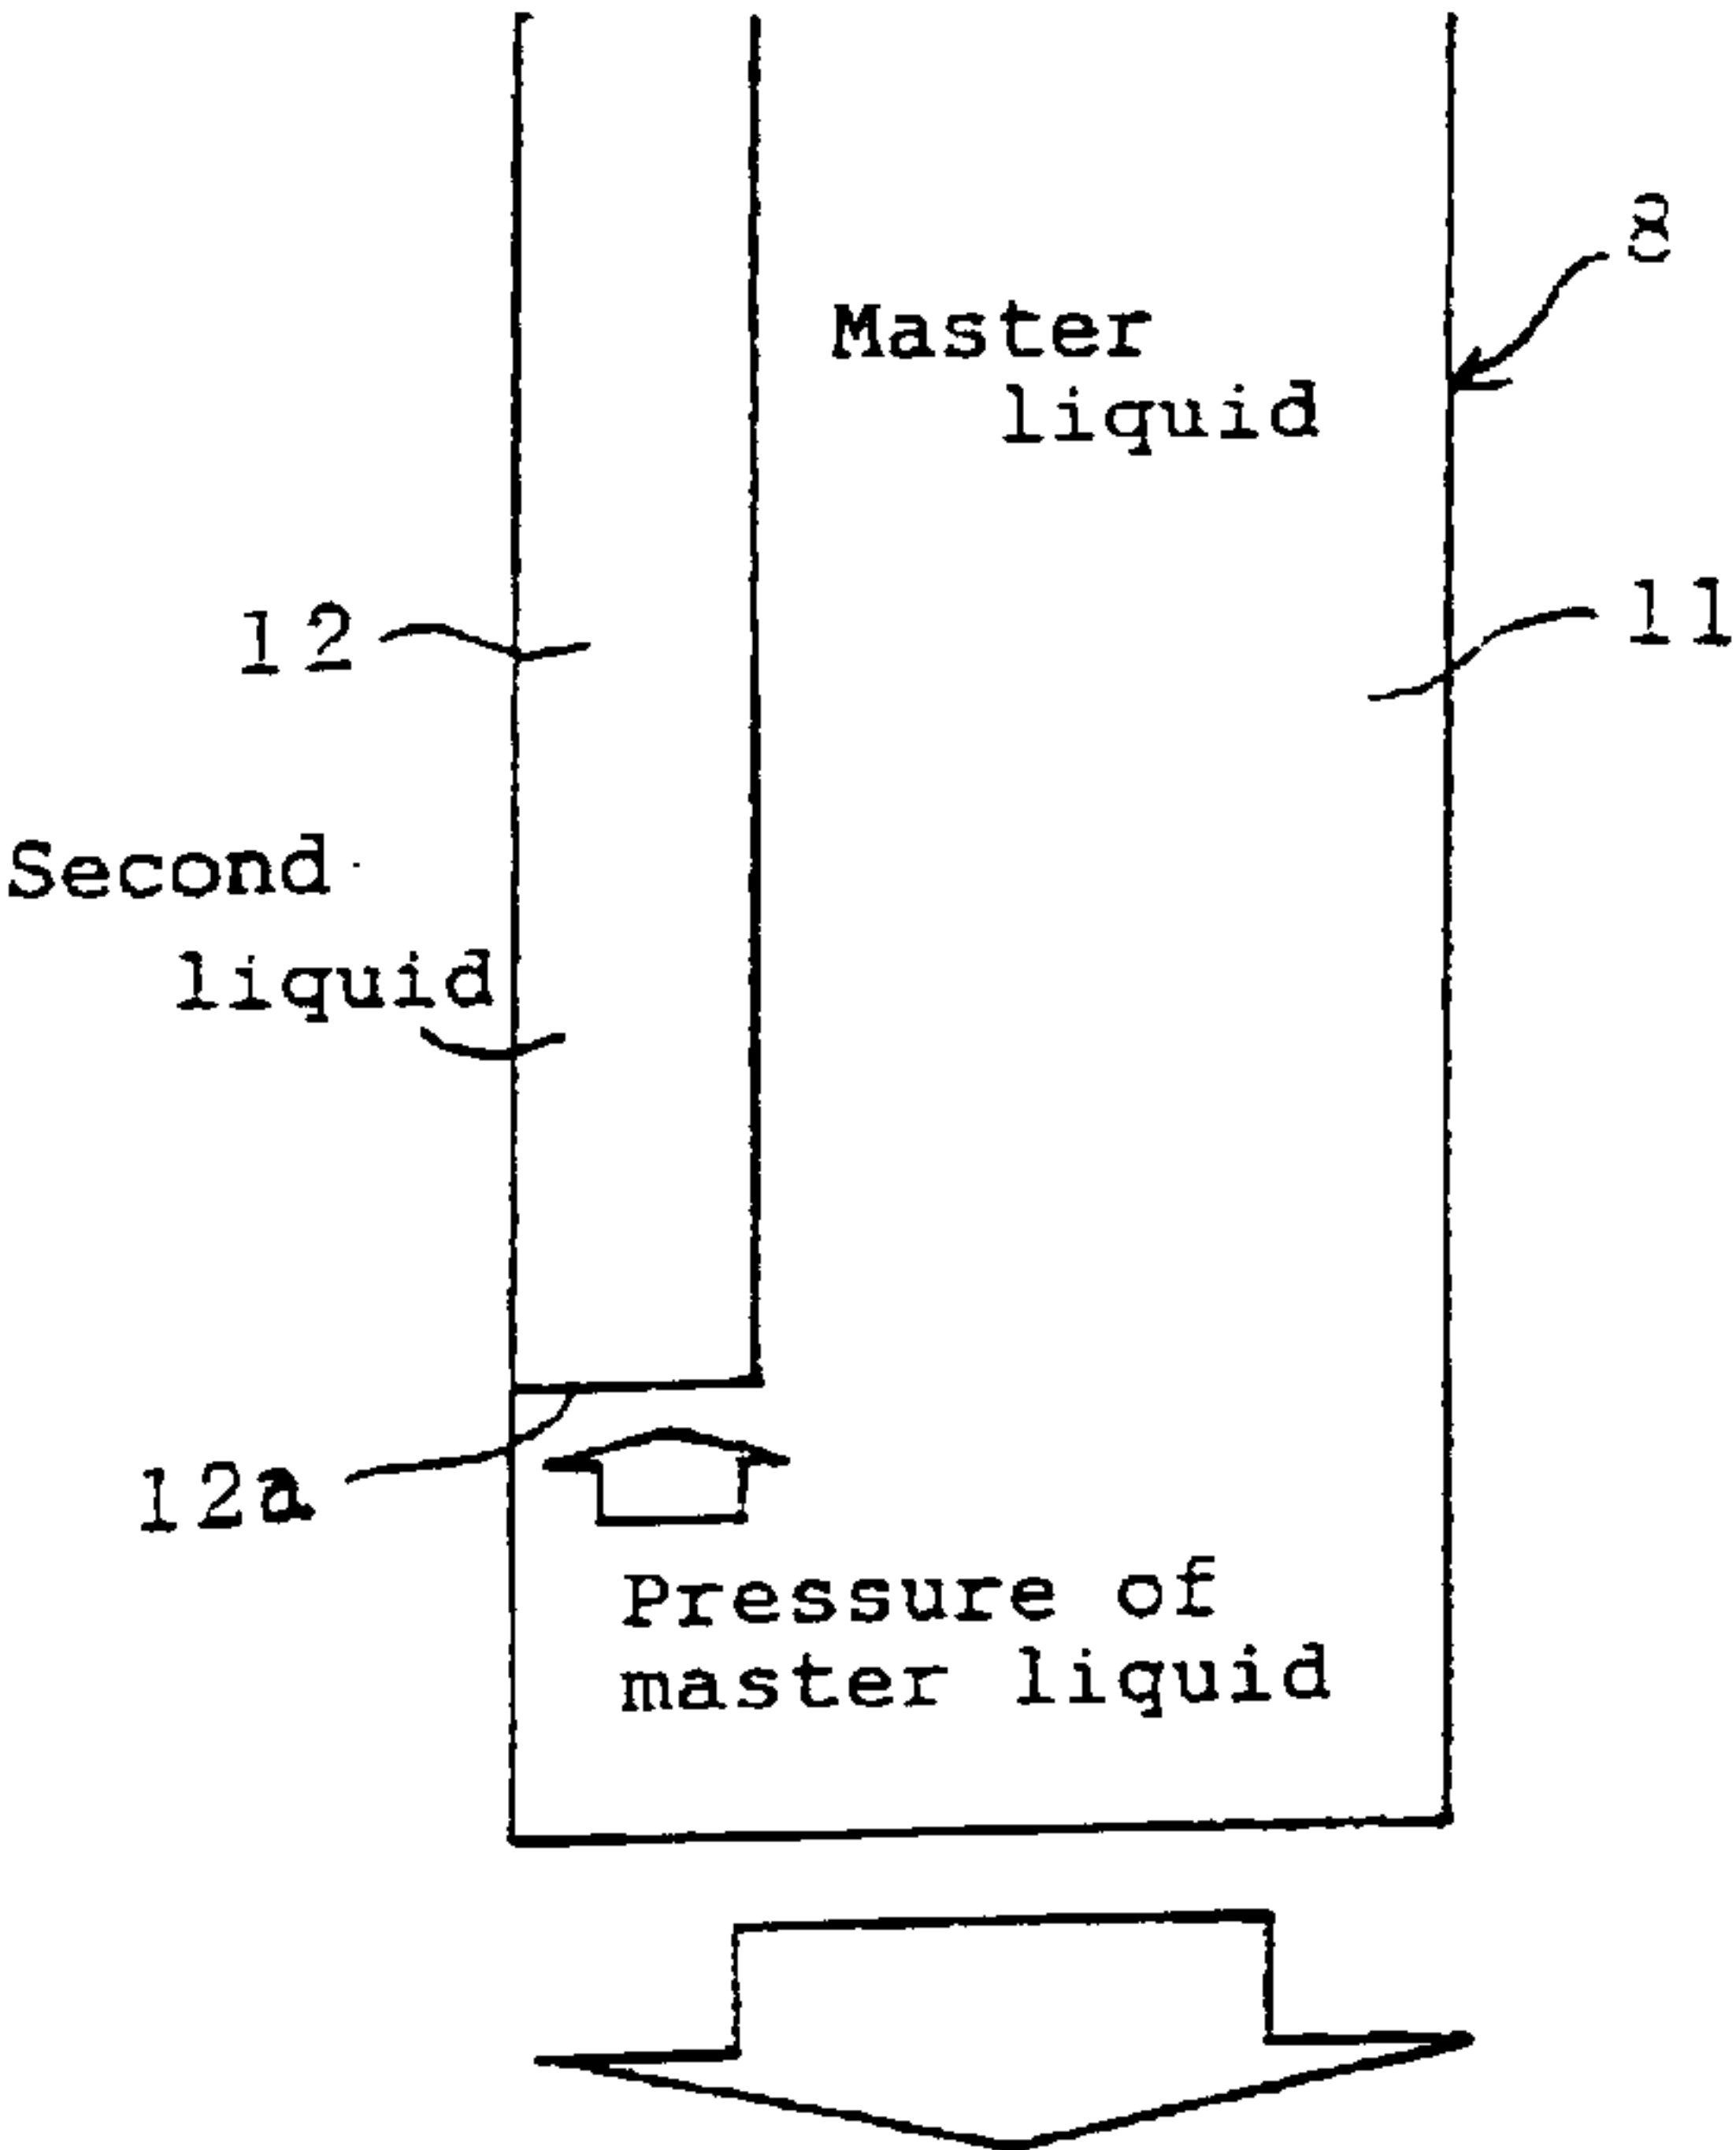 8
Master
liquid
12
11
Second
liquid
12a
Pressure of
master liquid